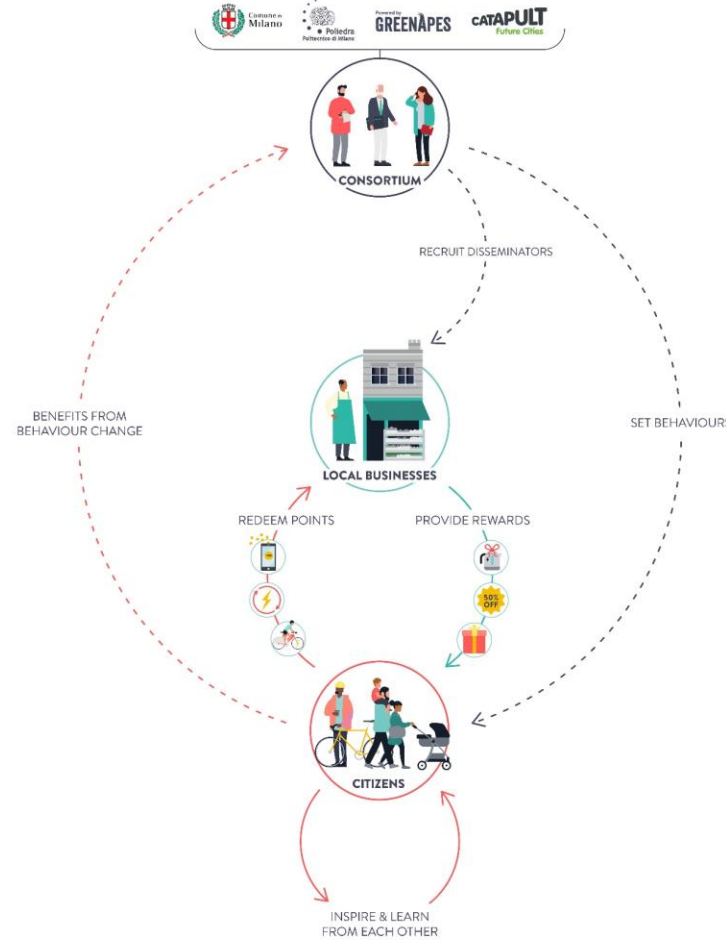 Comune di
Milano
Poliedra
Politecnico di Milano
Powered by
GREENAPES
CATAPULT
Future Cities
CONSORTIUM
RECRUIT DISSEMINATORS
BENEFITS FROM
BEHAVIOUR CHANGE
SET BEHAVIOURS
LOCAL BUSINESSES
REDEEM POINTS
PROVIDE REWARDS
50%
OFF
CITIZENS
INSPIRE & LEARN
FROM EACH OTHER